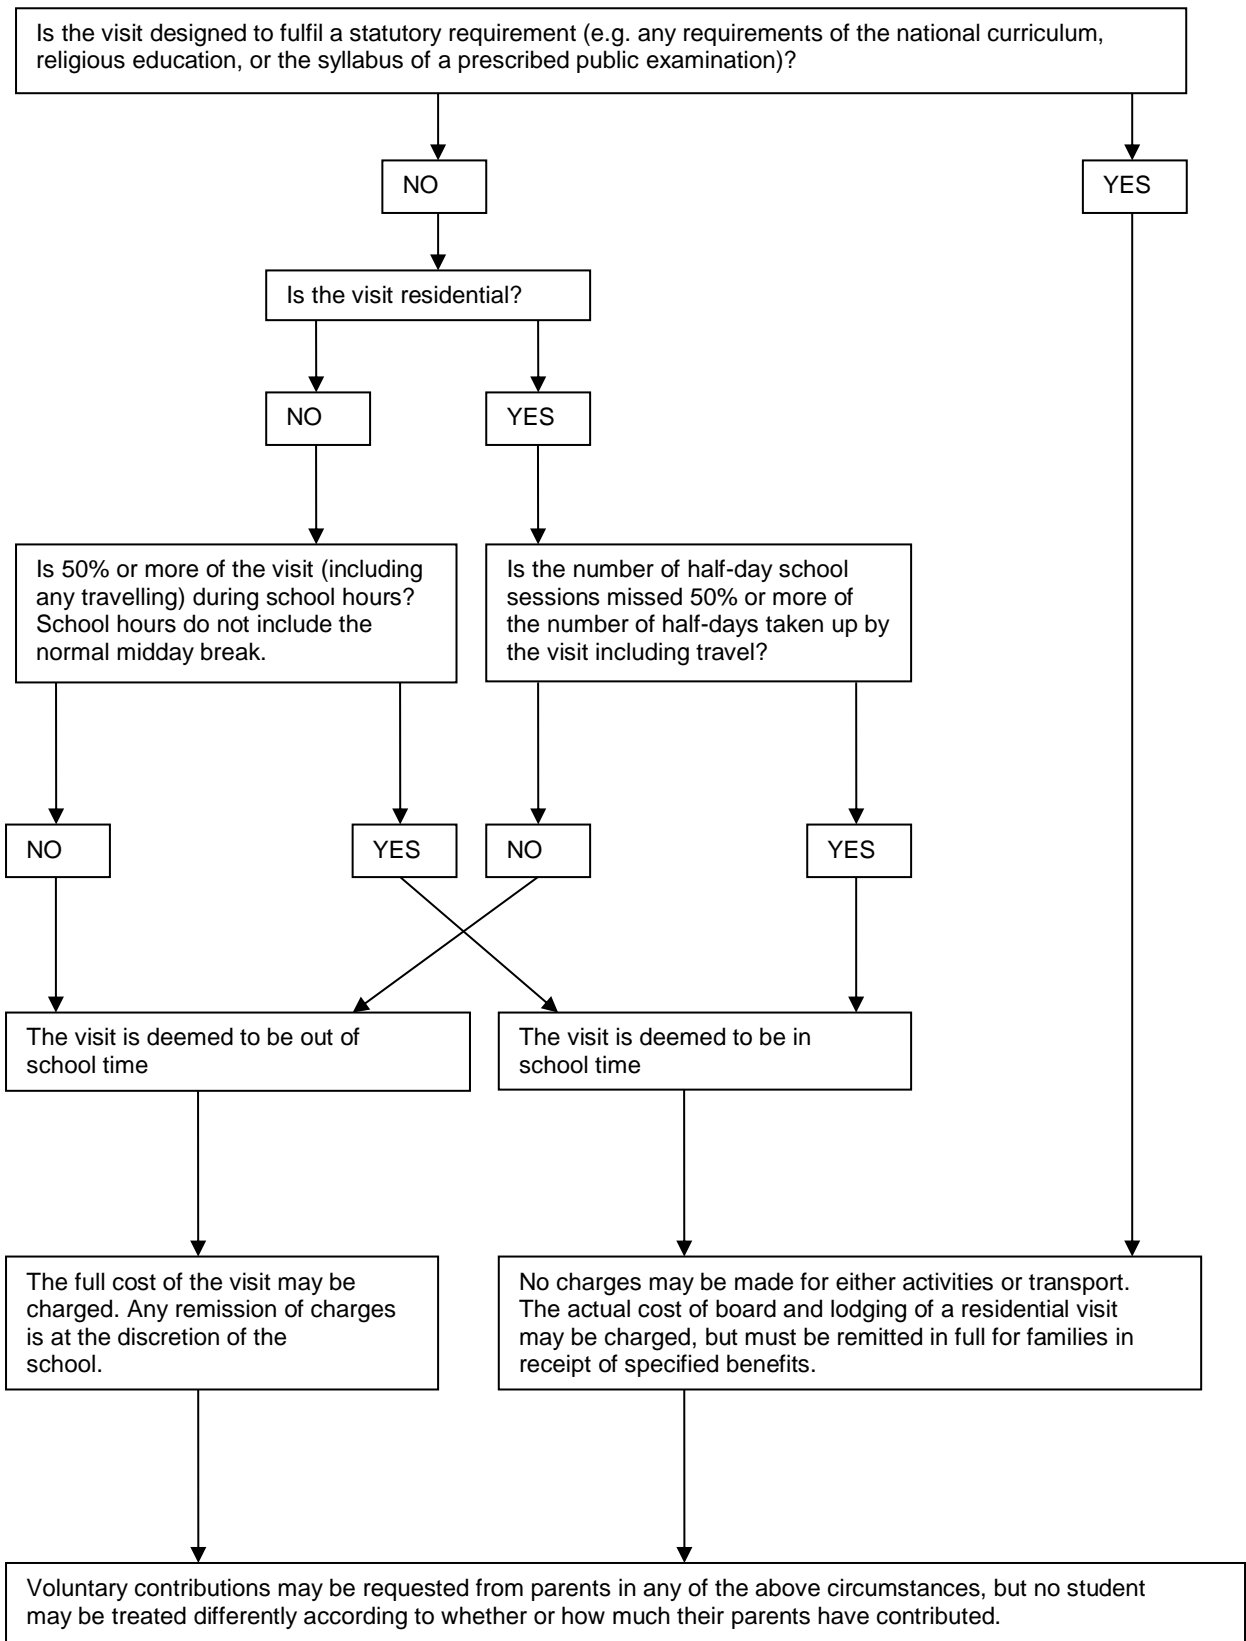 Is the visit designed to fulfil a statutory requirement (e.g. any requirements of the national curriculum,
religious education, or the syllabus of a prescribed public examination)?
NO
YES
Is the visit residential?
NO
YES
Is 50% or more of the visit (including
any travelling) during school hours?
School hours do not include the
normal midday break.
Is the number of half-day school
sessions missed 50% or more of
the number of half-days taken up by
the visit including travel?
NO
YES
NO
YES
The visit is deemed to be out of
school time
The visit is deemed to be in
school time
The full cost of the visit may be
charged. Any remission of charges
is at the discretion of the
school.
No charges may be made for either activities or transport.
The actual cost of board and lodging of a residential visit
may be charged, but must be remitted in full for families in
receipt of specified benefits.
Voluntary contributions may be requested from parents in any of the above circumstances, but no student
may be treated differently according to whether or how much their parents have contributed.